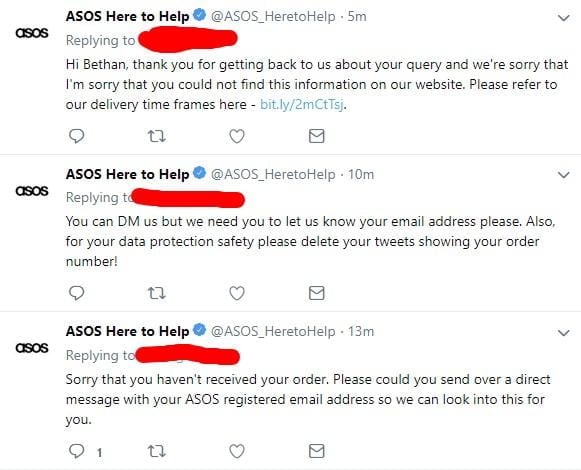 ASOS Here to Help @ASOS_HeretoHelp · 5m
asos
Replying to
Hi Bethan, thank you for getting back to us about your query and we're sorry that
I'm sorry that you could not find this information on our website. Please refer to
our delivery time frames here - bit.ly/2mCtTsj.
ASOS Here to Help @ASOS_HeretoHelp · 10m
asos
Replying to
You can DM us but we need you to let us know your email address please. Also,
for your data protection safety please delete your tweets showing your order
number!
ASOS Here to Help @ASOS_HeretoHelp · 13m
asos
Replying to
Sorry that you haven't received your order. Please could you send over a direct
message with your ASOS registered email address so we can look into this for
you.
1